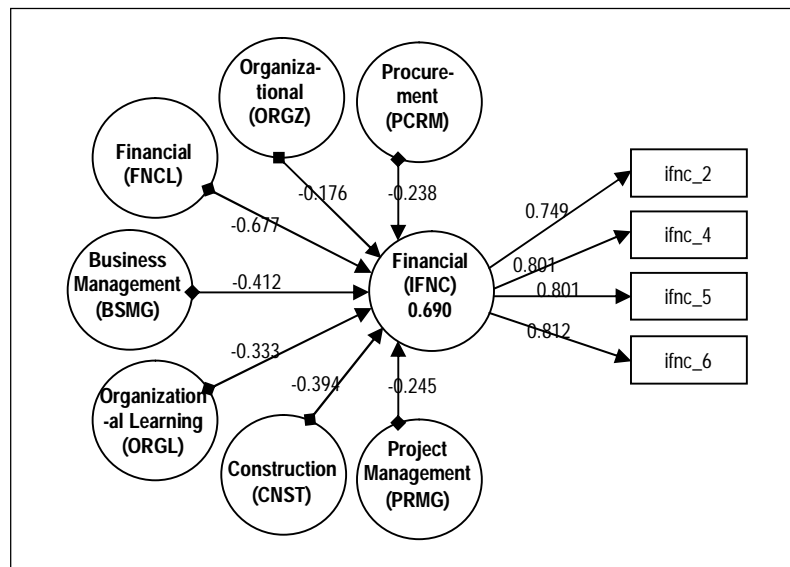 Organiza-
tional
(ORGZ)
Procure-
ment
(PCRM)
Financial
(FNCL)
-0.176
-0.238
-0.677
Business
Management
(BSMG)
-0.412
Financial
(IFNC)
0.690
0.749
ifnc_2
0.801
ifnc_4
0.801
ifnc_5
0.812
ifnc_6
-0.333
-0.394
-0.245
Organization
-al Learning
(ORGL)
Construction
(CNST)
Project
Management
(PRMG)